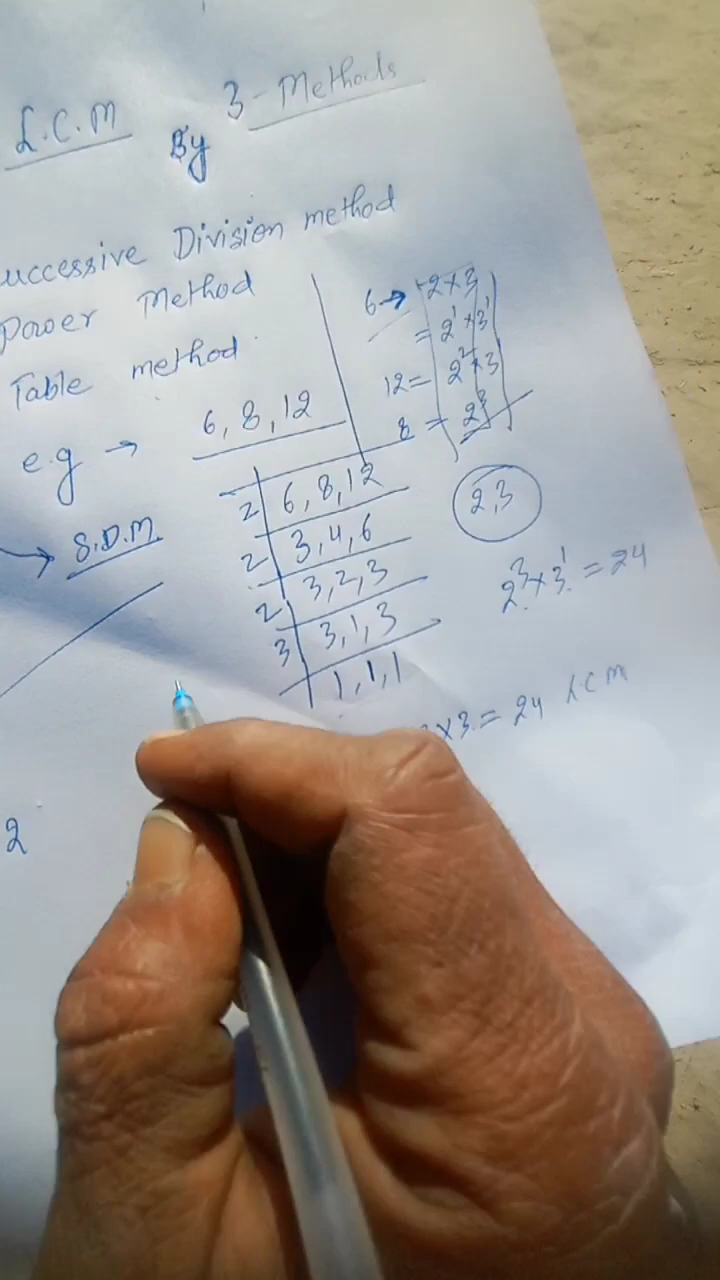 L.C.M By 3-Methods
uccessive Division method
Power Method
Table method
e.g → 6, 8, 12
6 → 2×3
= 2¹×3¹
12 = 2²×3¹
8 = 2³
S.D.M.
2 | 6, 8, 12
2 | 3, 4, 6
2 | 3, 2, 3
3 | 3, 1, 3
1, 1, 1
2,3
2³×3¹ = 24
×3 = 24 LCM
2